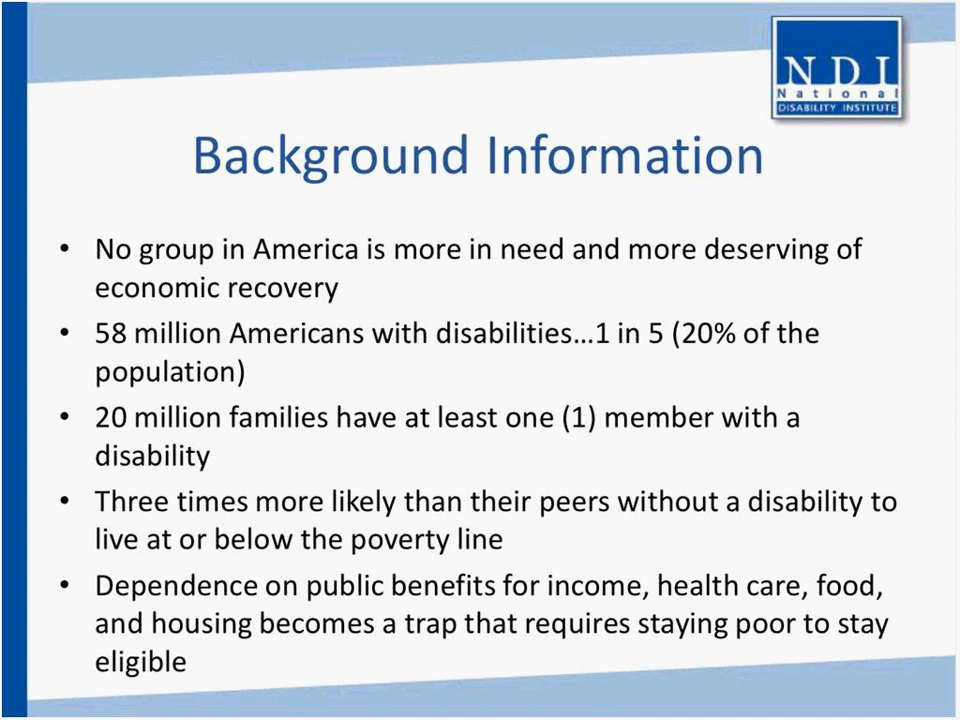 NDI
National
DISABILITY INSTITUTE
Background Information
• No group in America is more in need and more deserving of
economic recovery
• 58 million Americans with disabilities…1 in 5 (20% of the
population)
• 20 million families have at least one (1) member with a
disability
• Three times more likely than their peers without a disability to
live at or below the poverty line
• Dependence on public benefits for income, health care, food,
and housing becomes a trap that requires staying poor to stay
eligible